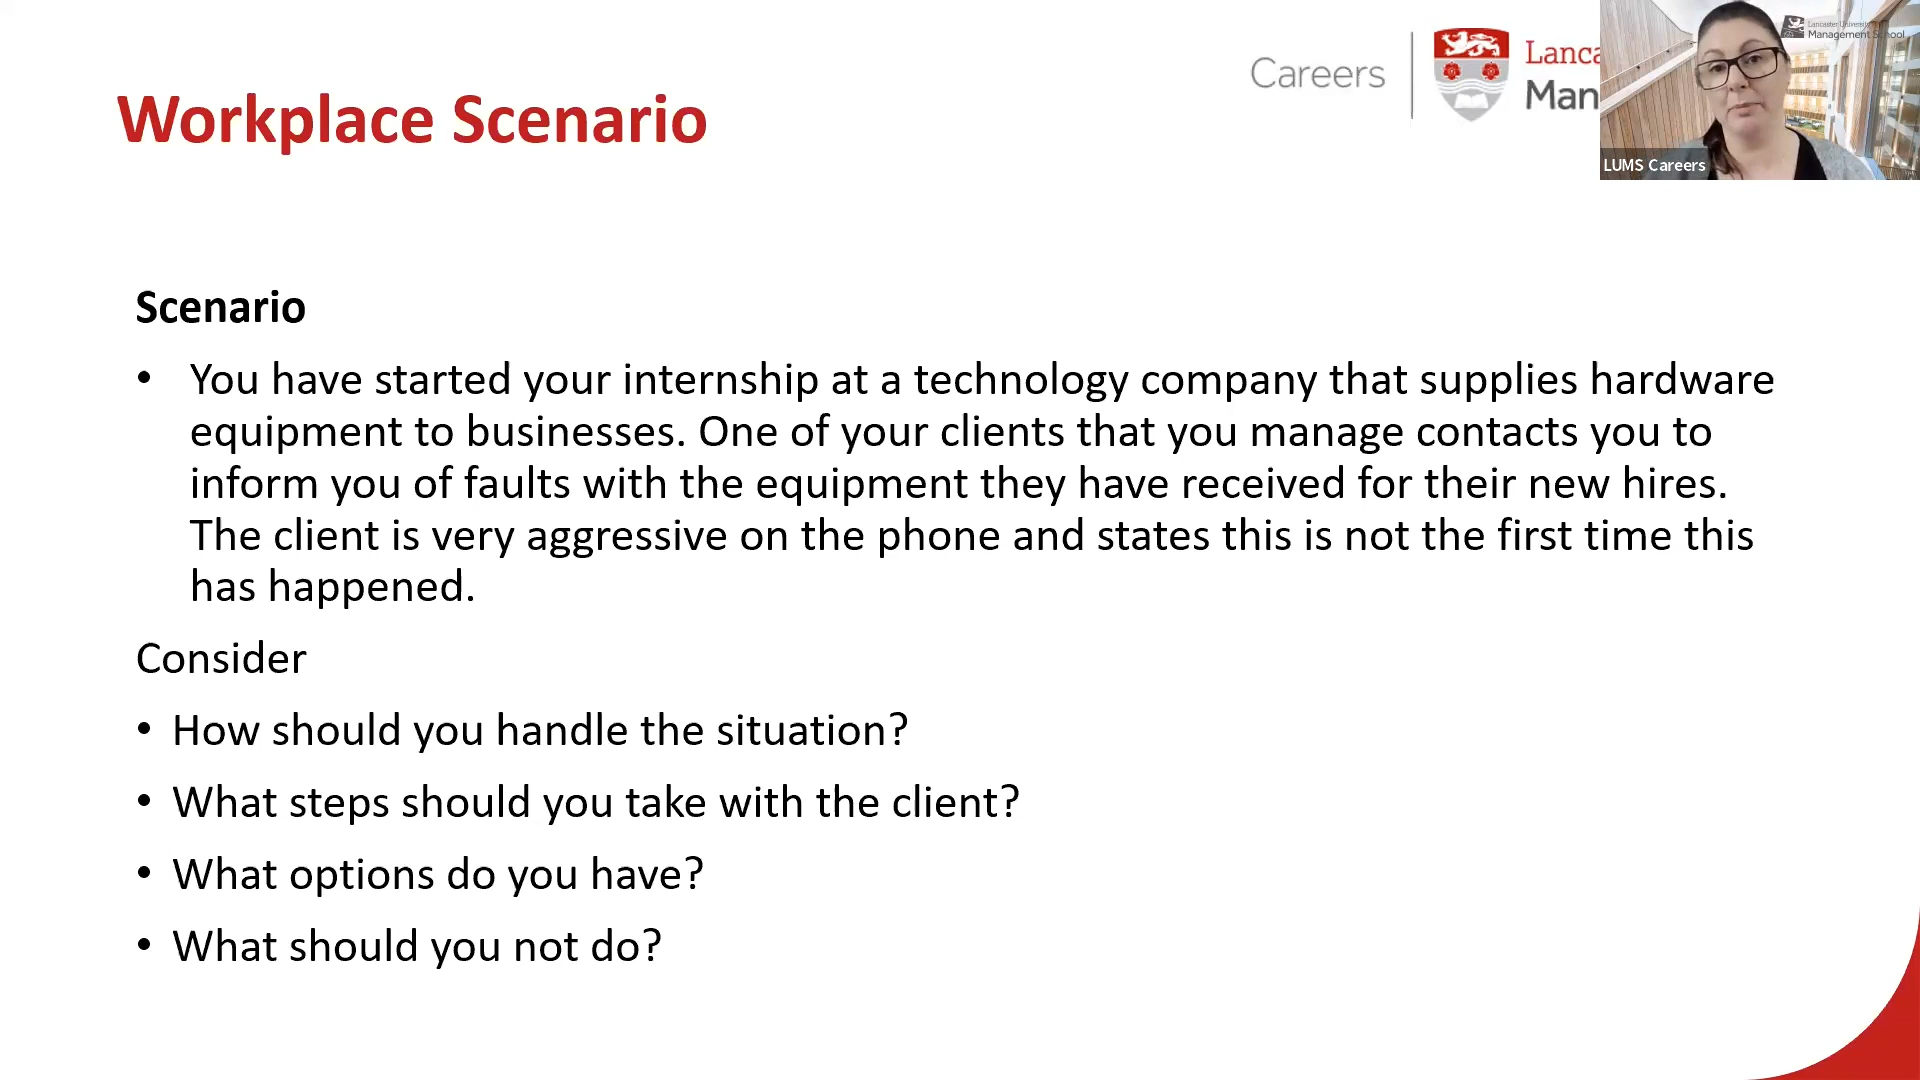 Workplace Scenario
Careers
Lanca
Man
Lancaster University
Management School
LUMS Careers
Scenario
• You have started your internship at a technology company that supplies hardware
equipment to businesses. One of your clients that you manage contacts you to
inform you of faults with the equipment they have received for their new hires.
The client is very aggressive on the phone and states this is not the first time this
has happened.
Consider
• How should you handle the situation?
• What steps should you take with the client?
• What options do you have?
• What should you not do?